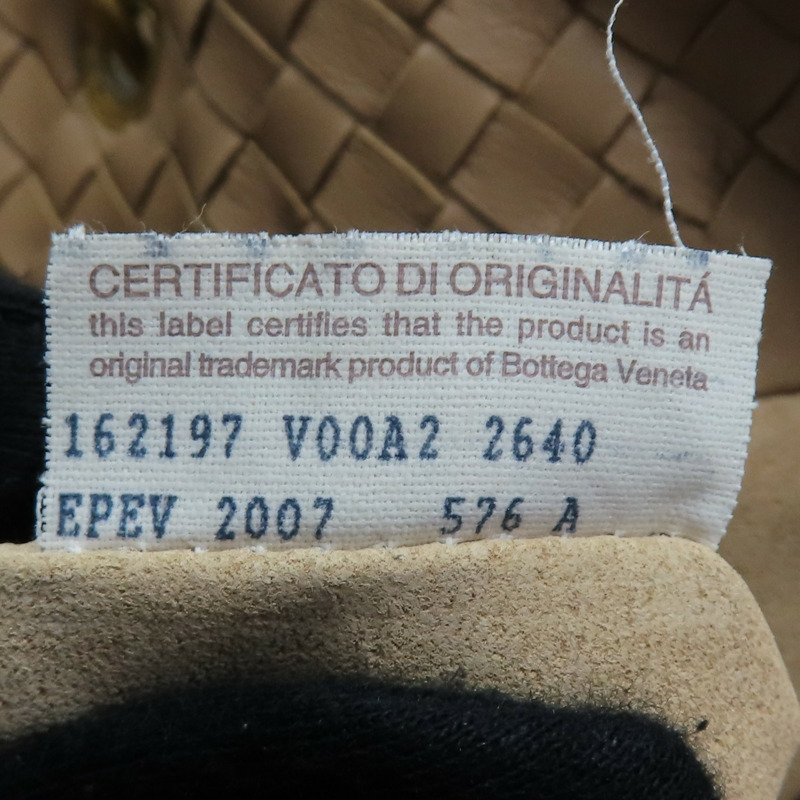 CERTIFICATO DI ORIGINALITÁ
this label certifies that the product is an
original trademark product of Bottega Veneta
162197 V00A2 2640
EPEV 2007 576 A